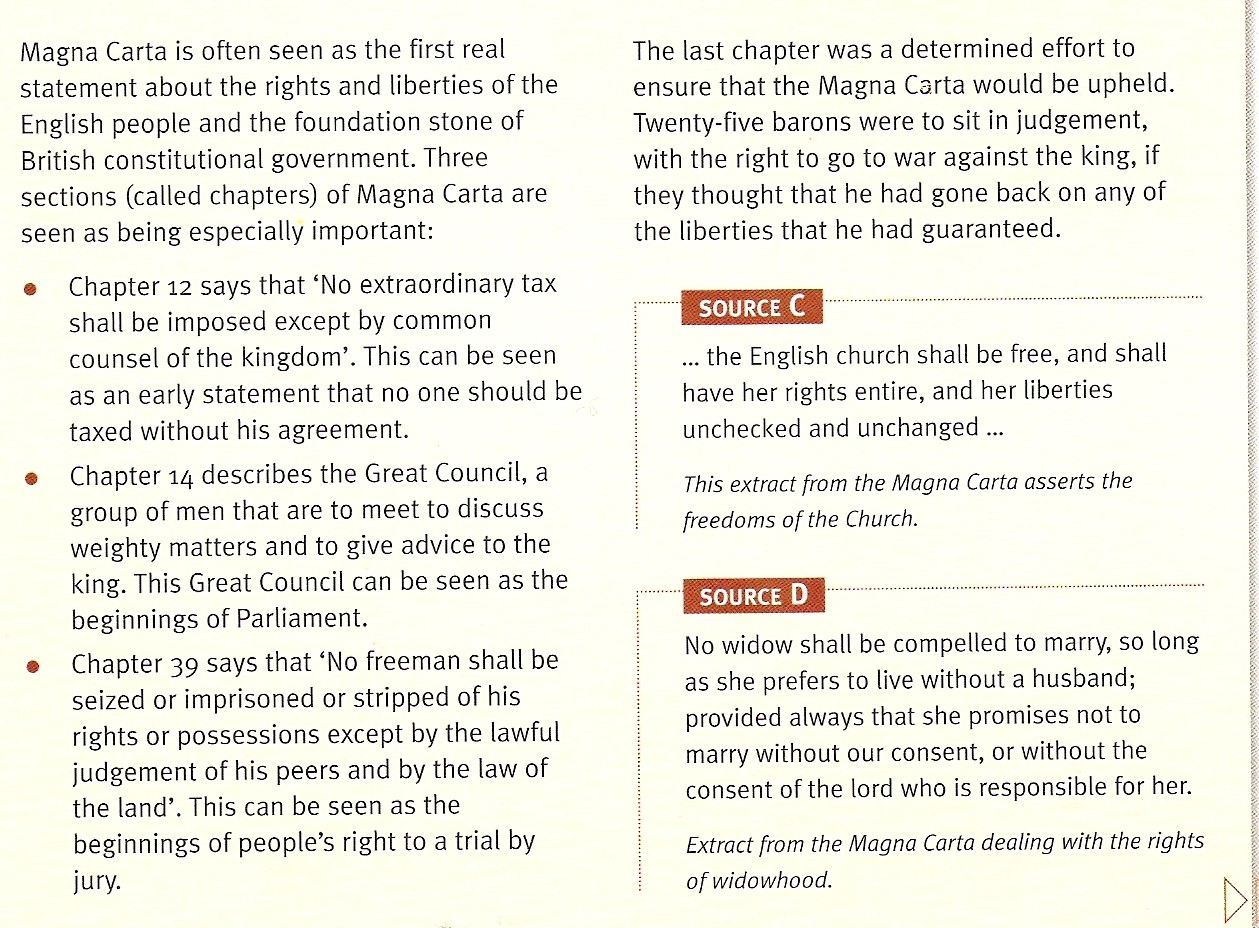 Magna Carta is often seen as the first real
statement about the rights and liberties of the
English people and the foundation stone of
British constitutional government. Three
sections (called chapters) of Magna Carta are
seen as being especially important:
• Chapter 12 says that ‘No extraordinary tax
shall be imposed except by common
counsel of the kingdom’. This can be seen
as an early statement that no one should be
taxed without his agreement.
• Chapter 14 describes the Great Council, a
group of men that are to meet to discuss
weighty matters and to give advice to the
king. This Great Council can be seen as the
beginnings of Parliament.
• Chapter 39 says that ‘No freeman shall be
seized or imprisoned or stripped of his
rights or possessions except by the lawful
judgement of his peers and by the law of
the land’. This can be seen as the
beginnings of people’s right to a trial by
jury.
The last chapter was a determined effort to
ensure that the Magna Carta would be upheld.
Twenty-five barons were to sit in judgement,
with the right to go to war against the king, if
they thought that he had gone back on any of
the liberties that he had guaranteed.
SOURCE C
... the English church shall be free, and shall
have her rights entire, and her liberties
unchecked and unchanged ...
This extract from the Magna Carta asserts the
freedoms of the Church.
SOURCE D
No widow shall be compelled to marry, so long
as she prefers to live without a husband;
provided always that she promises not to
marry without our consent, or without the
consent of the lord who is responsible for her.
Extract from the Magna Carta dealing with the rights
of widowhood.